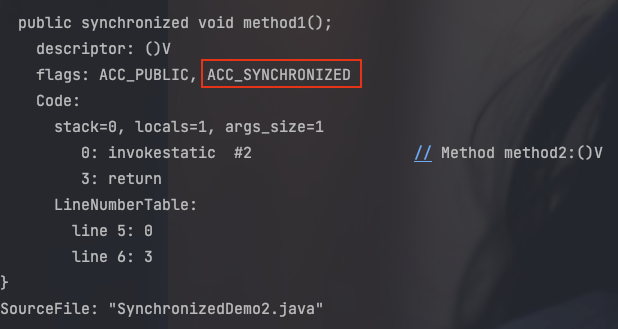 public synchronized void method1();
descriptor: ()V
flags: ACC_PUBLIC, ACC_SYNCHRONIZED
Code:
stack=0, locals=1, args_size=1
0: invokestatic  #2                  // Method method2:()V
3: return
LineNumberTable:
line 5: 0
line 6: 3
}
SourceFile: "SynchronizedDemo2.java"